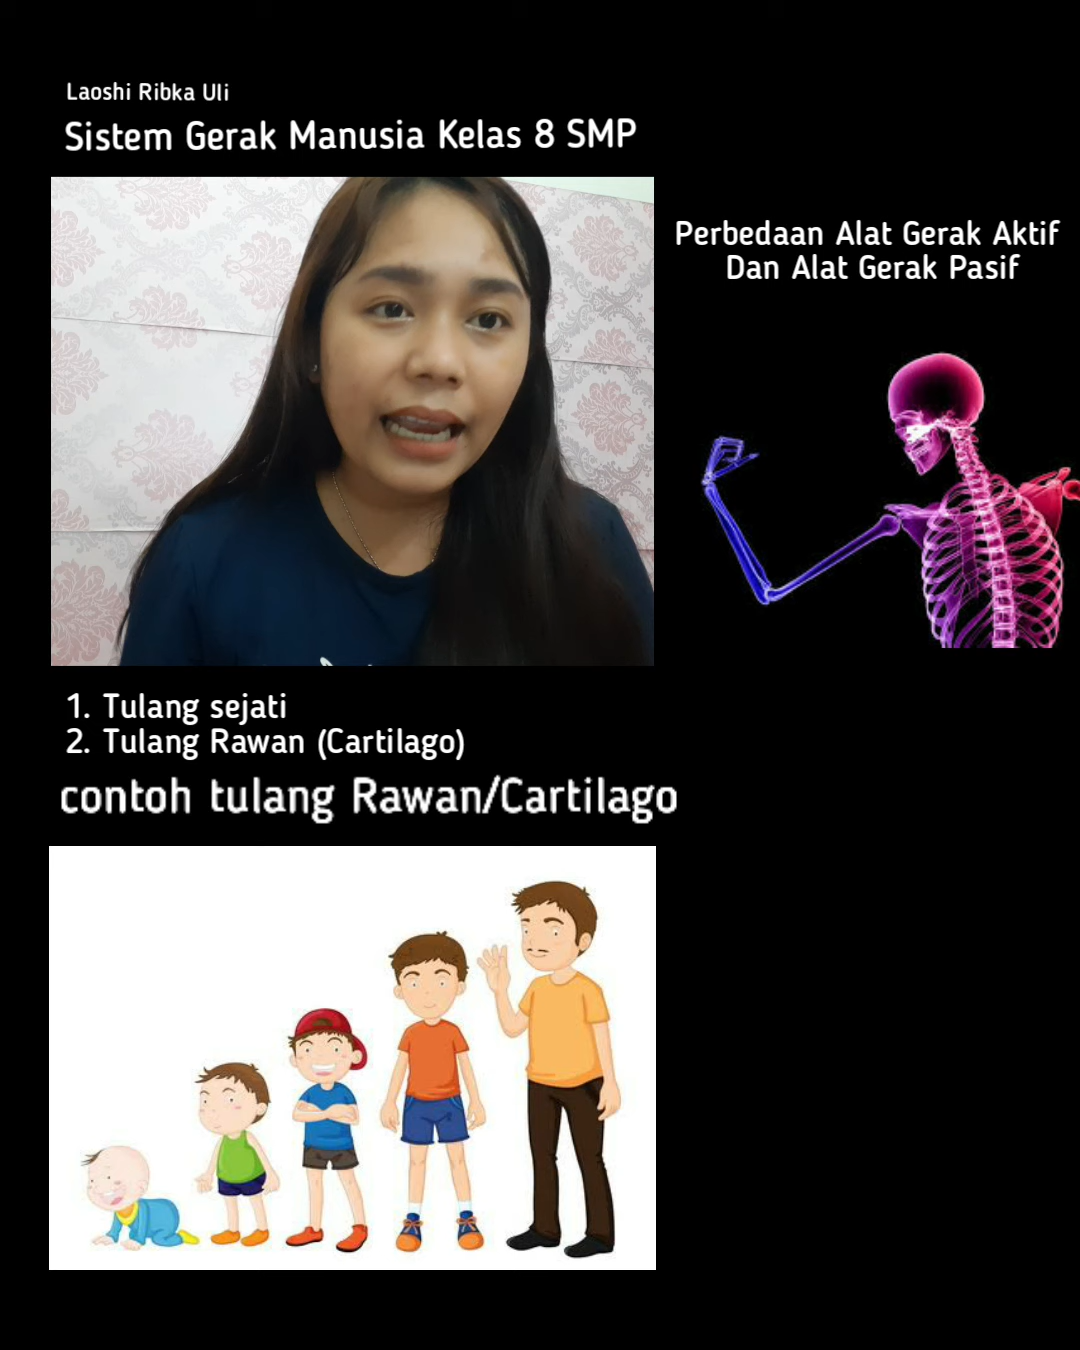 Laoshi Ribka Uli
Sistem Gerak Manusia Kelas 8 SMP
Perbedaan Alat Gerak Aktif
Dan Alat Gerak Pasif
1. Tulang sejati
2. Tulang Rawan (Cartilago)
contoh tulang Rawan/Cartilago